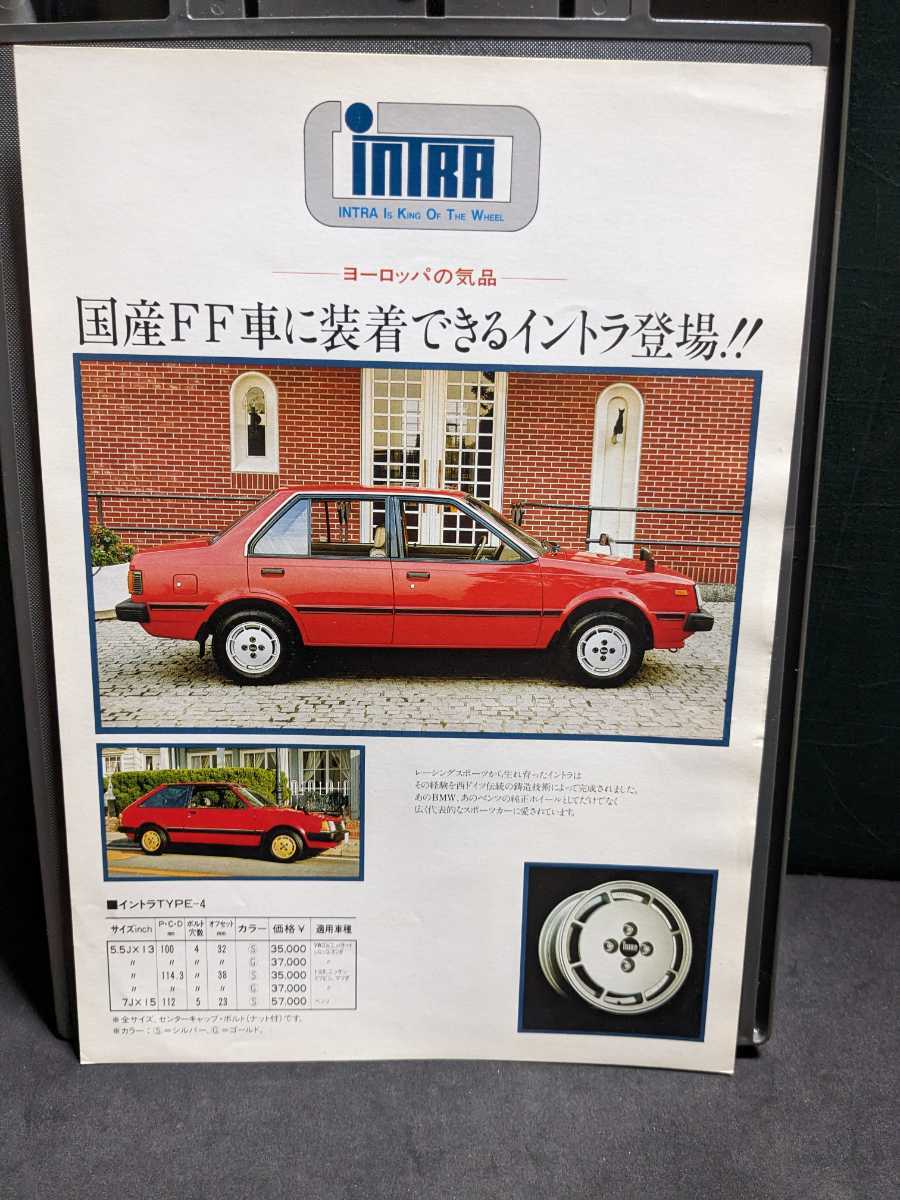 iNTRA
INTRA IS KING OF THE WHEEL
ヨーロッパの気品
国産FF車に装着できるイントラ登場!!
レーシングスポーツから生れ育ったイントラは
その経験を西ドイツ伝統の鋳造技術によって完成されました。
あのBMW、あのベンツの純正ホイールとしてだけでなく
広く代表的なスポーツカーに愛されています。
■イントラTYPE-4
サイズinch P・C・D mm ボルト穴数 オフセット mm カラー 価格¥ 適用車種
5.5J×13 100 4 32 Ⓢ 35,000
〃 〃 〃 〃 Ⓖ 37,000 〃
〃 114.3 〃 38 Ⓢ 35,000
〃 〃 〃 〃 Ⓖ 37,000 〃
7J×15 112 5 23 Ⓢ 57,000 ベンツ
※全サイズ、センターキャップ・ボルト(ナット付)です。
※カラー:Ⓢ=シルバー、Ⓖ=ゴールド。